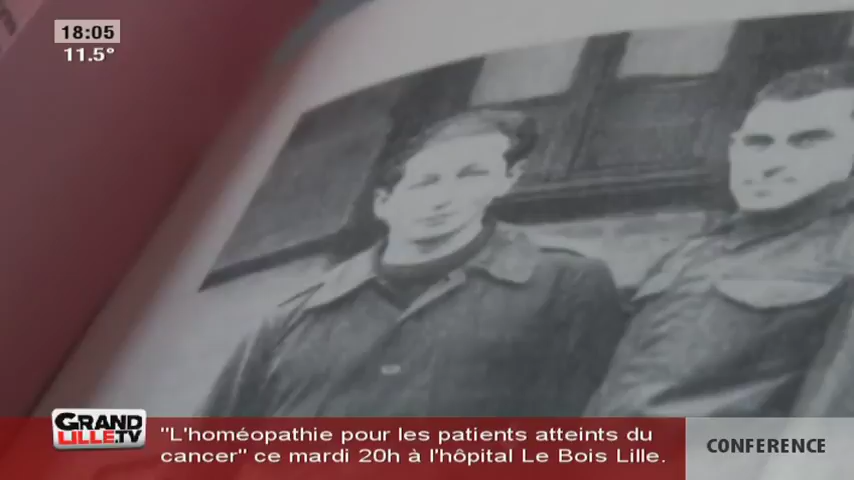 18:05
11.5°
GRAND
LILLE.TV
"L'homéopathie pour les patients atteints du
cancer" ce mardi 20h à l'hôpital Le Bois Lille.
CONFERENCE